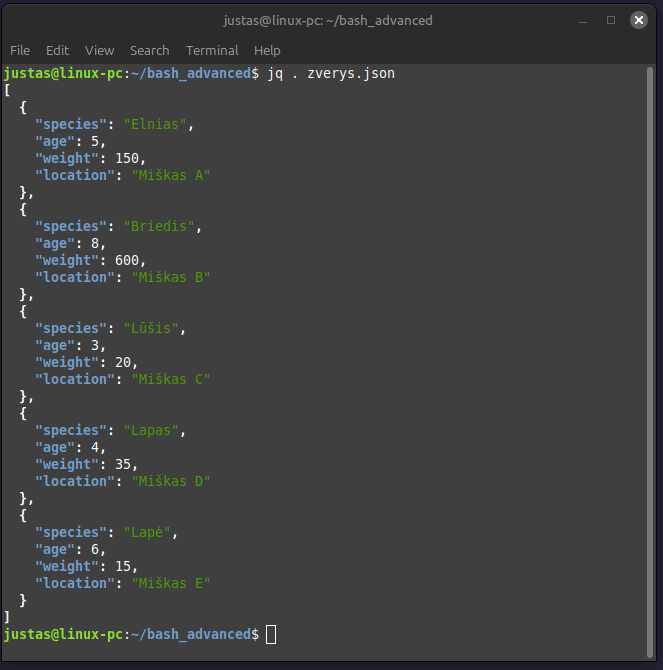 justas@linux-pc: ~/bash_advanced
File Edit View Search Terminal Help
justas@linux-pc:~/bash_advanced$ jq . zverys.json
[
  {
    "species": "Elnias",
    "age": 5,
    "weight": 150,
    "location": "Miškas A"
  },
  {
    "species": "Briedis",
    "age": 8,
    "weight": 600,
    "location": "Miškas B"
  },
  {
    "species": "Lūšis",
    "age": 3,
    "weight": 20,
    "location": "Miškas C"
  },
  {
    "species": "Lapas",
    "age": 4,
    "weight": 35,
    "location": "Miškas D"
  },
  {
    "species": "Lapė",
    "age": 6,
    "weight": 15,
    "location": "Miškas E"
  }
]
justas@linux-pc:~/bash_advanced$